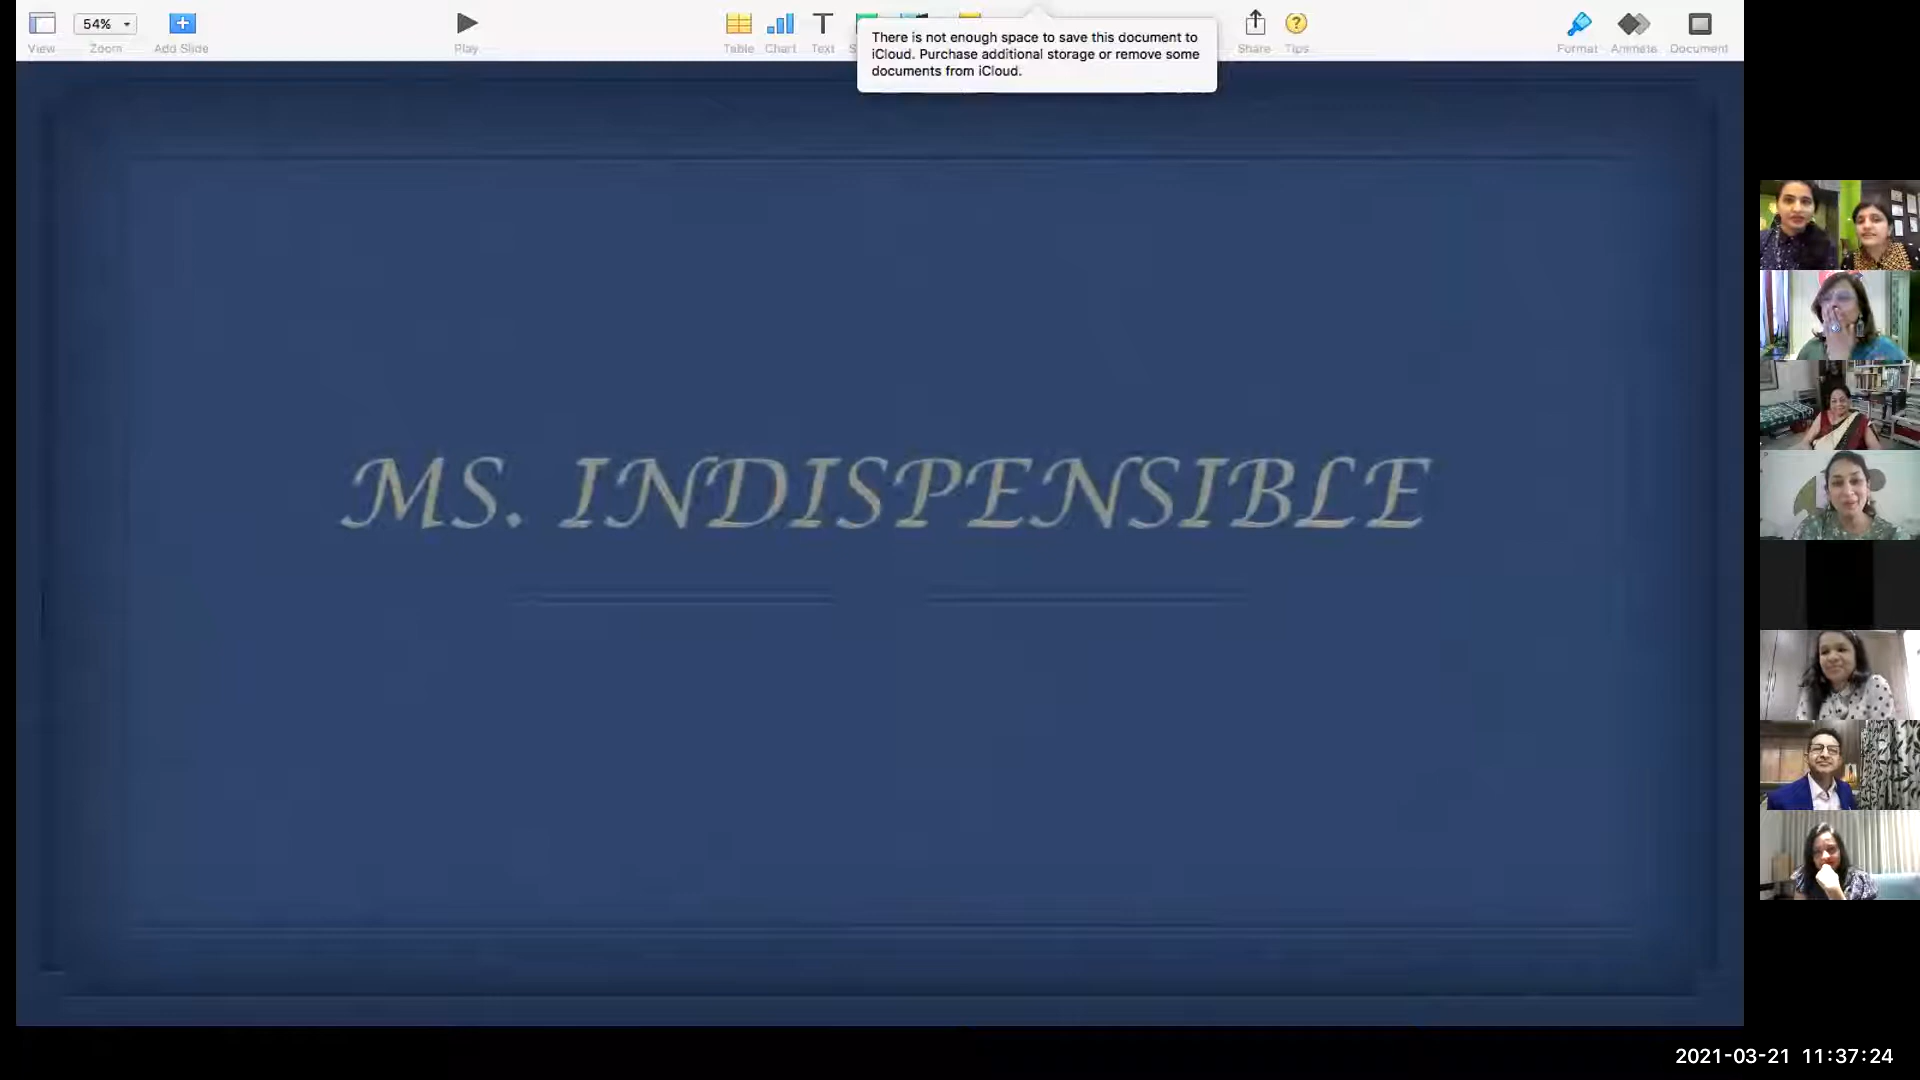 54%
View
Zoom
Add Slide
Play
Table
Chart
Text
There is not enough space to save this document to
iCloud. Purchase additional storage or remove some
documents from iCloud.
Share
Tips
Format
Animate
Document
MS. INDISPENSIBLE
2021-03-21 11:37:24